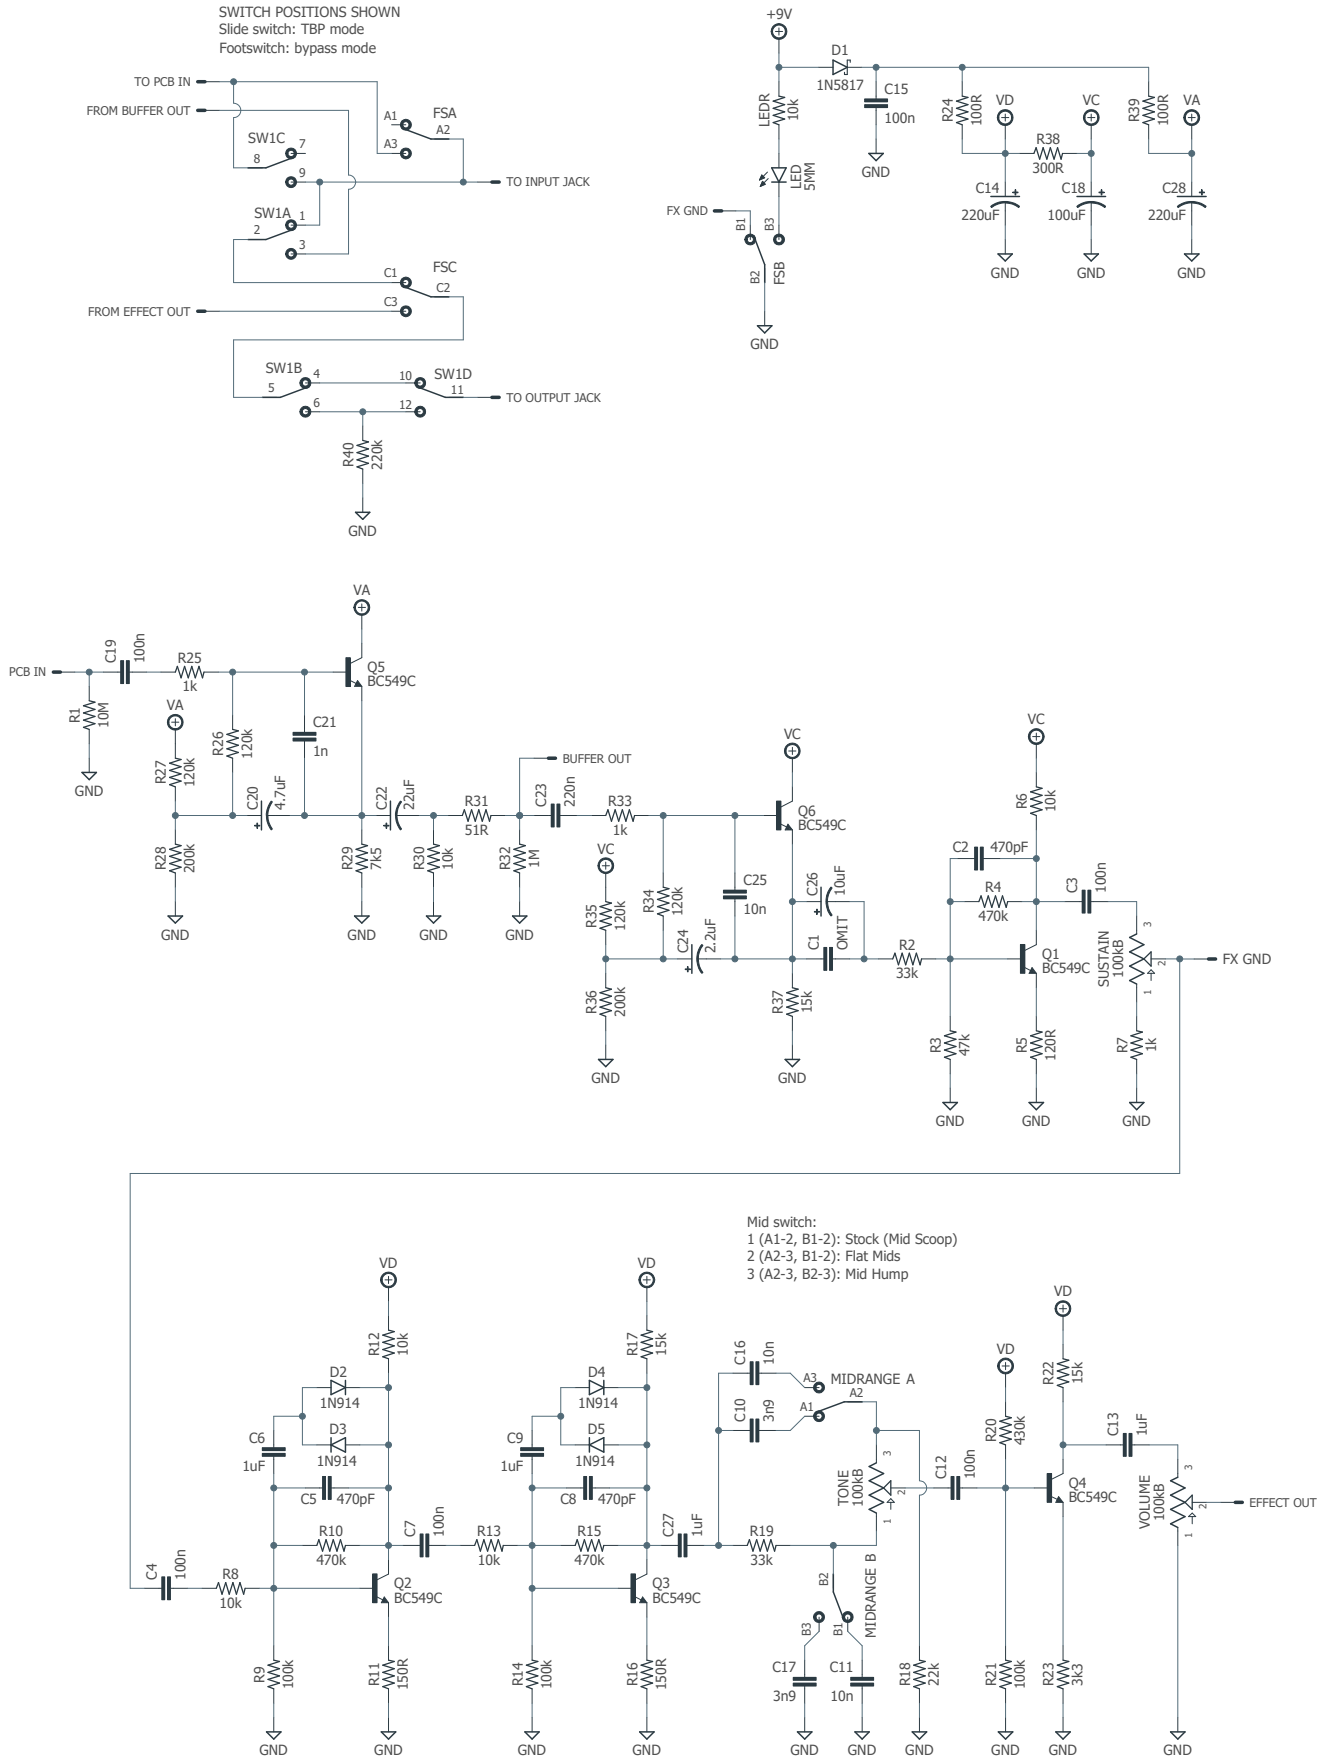 SWITCH POSITIONS SHOWN
Slide switch: TBP mode
Footswitch: bypass mode
TO PCB IN
FROM BUFFER OUT
SW1C
7
8
9
A1
FSA
A2
A3
TO INPUT JACK
SW1A
1
2
3
C1
FSC
C2
C3
FROM EFFECT OUT
SW1B
4
5
6
10
SW1D
11
12
TO OUTPUT JACK
R40
220k
GND
+9V
D1
1N5817
LEDR
10k
C15
100n
GND
R24
100R
VD
R38
300R
VC
R39
100R
VA
LED
5MM
C14
220uF
C18
100uF
C28
220uF
GND
GND
GND
FX GND
B1
B3
B2
FSB
GND
VA
PCB IN
C19
100n
R25
1k
Q5
BC549C
R1
10M
GND
VA
R26
120k
C21
1n
R27
120k
C20
4.7uF
C22
22uF
R31
51R
BUFFER OUT
C23
220n
R33
1k
VC
Q6
BC549C
R28
200k
R29
7k5
R30
10k
R32
1M
GND
GND
GND
GND
VC
R35
120k
R34
120k
C25
10n
C26
10uF
C24
2.2uF
C1
OMIT
R2
33k
R36
200k
R37
15k
GND
GND
VC
R6
10k
C2
470pF
R4
470k
C3
100n
Q1
BC549C
SUSTAIN
100kB
3
2
1
FX GND
R3
47k
R5
120R
R7
1k
GND
GND
GND
Mid switch:
1 (A1-2, B1-2): Stock (Mid Scoop)
2 (A2-3, B1-2): Flat Mids
3 (A2-3, B2-3): Mid Hump
VD
R12
10k
D2
1N914
D3
1N914
C6
1uF
C5
470pF
R10
470k
C4
100n
R8
10k
Q2
BC549C
R9
100k
R11
150R
GND
GND
C7
100n
R13
10k
VD
R17
15k
D4
1N914
D5
1N914
C9
1uF
C8
470pF
R15
470k
Q3
BC549C
R14
100k
R16
150R
GND
GND
C27
1uF
C16
10n
C10
3n9
A3
MIDRANGE A
A1
A2
R19
33k
TONE
100kB
3
2
1
B2
MIDRANGE B
B3
B1
C17
3n9
C11
10n
R18
22k
GND
GND
GND
C12
100n
VD
R20
430k
VD
R22
15k
Q4
BC549C
R21
100k
R23
3k3
GND
GND
C13
1uF
VOLUME
100kB
3
2
1
EFFECT OUT
GND